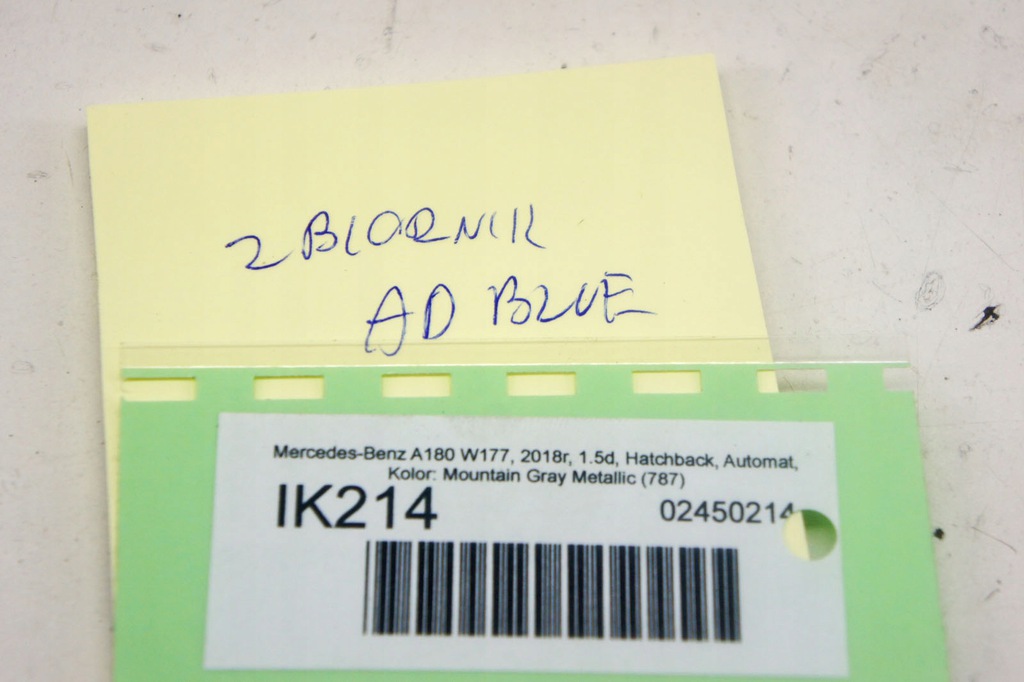 ZBIORNIK
AD BLUE
Mercedes-Benz A180 W177, 2018r, 1.5d, Hatchback, Automat,
Kolor: Mountain Gray Metallic (787)
IK214
02450214